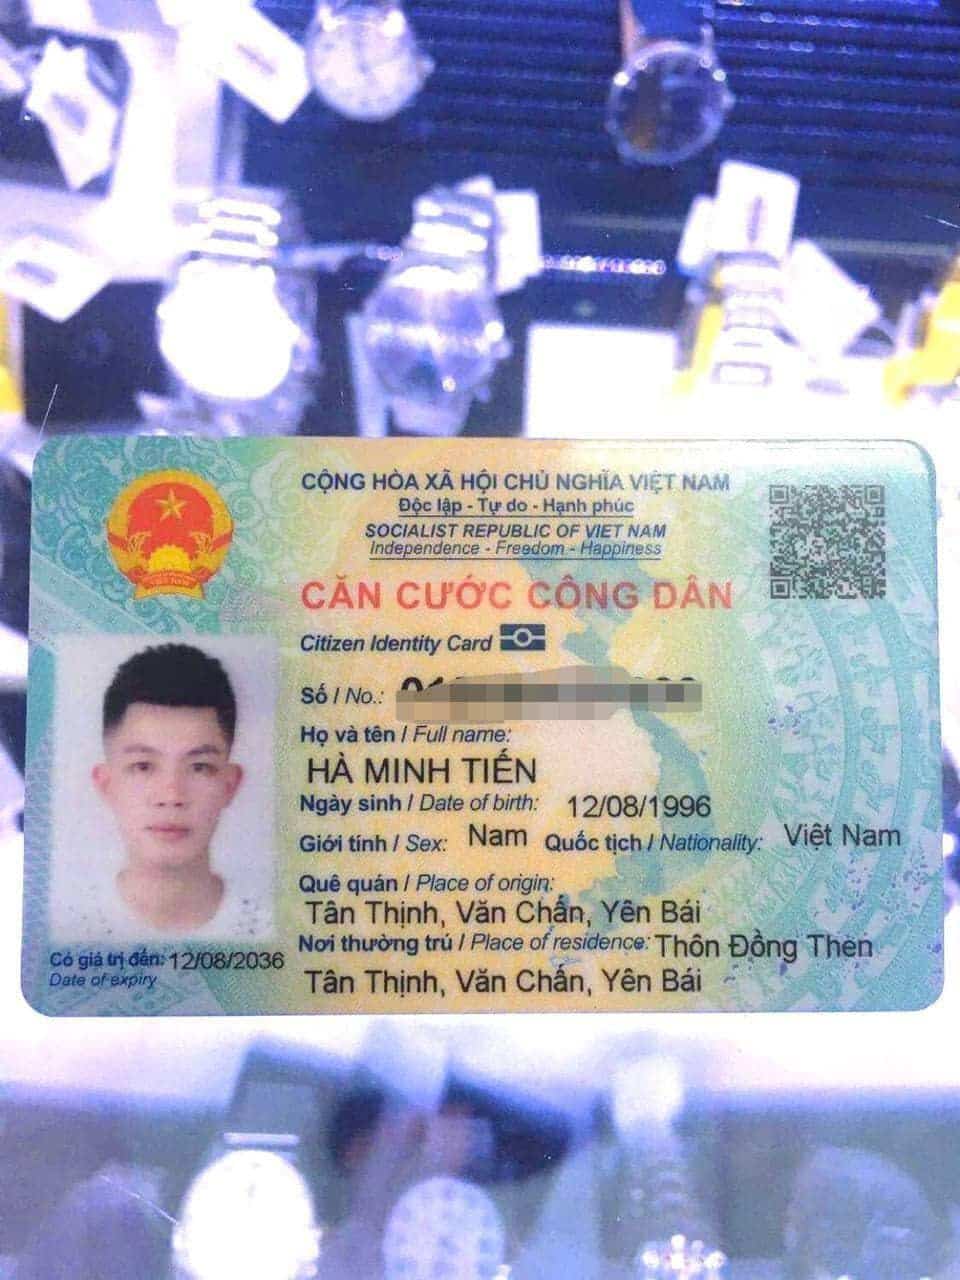 CỘNG HÒA XÃ HỘI CHỦ NGHĨA VIỆT NAM
Độc lập - Tự do - Hạnh phúc
SOCIALIST REPUBLIC OF VIET NAM
Independence - Freedom - Happiness
CĂN CƯỚC CÔNG DÂN
Citizen Identity Card
Số / No.:
Họ và tên / Full name:
HÀ MINH TIẾN
Ngày sinh / Date of birth: 12/08/1996
Giới tính / Sex: Nam Quốc tịch / Nationality: Việt Nam
Quê quán / Place of origin:
Tân Thịnh, Văn Chấn, Yên Bái
Nơi thường trú / Place of residence: Thôn Đồng Then
Tân Thịnh, Văn Chấn, Yên Bái
Có giá trị đến: 12/08/2036
Date of expiry